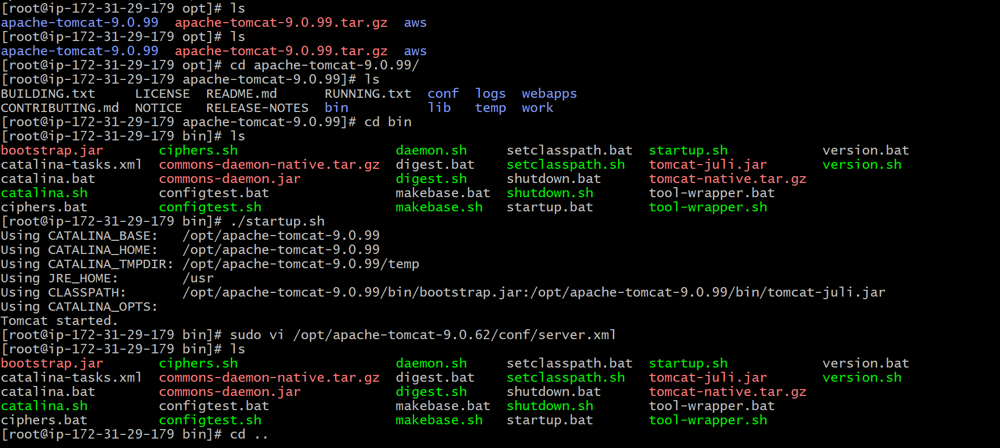 [root@ip-172-31-29-179 opt]# ls
apache-tomcat-9.0.99  apache-tomcat-9.0.99.tar.gz  aws
[root@ip-172-31-29-179 opt]# ls
apache-tomcat-9.0.99  apache-tomcat-9.0.99.tar.gz  aws
[root@ip-172-31-29-179 opt]# cd apache-tomcat-9.0.99/
[root@ip-172-31-29-179 apache-tomcat-9.0.99]# ls
BUILDING.txt     LICENSE  README.md      RUNNING.txt  conf  logs  webapps
CONTRIBUTING.md  NOTICE   RELEASE-NOTES  bin          lib   temp  work
[root@ip-172-31-29-179 apache-tomcat-9.0.99]# cd bin
[root@ip-172-31-29-179 bin]# ls
bootstrap.jar       ciphers.sh                   daemon.sh     setclasspath.bat  startup.sh            version.bat
catalina-tasks.xml  commons-daemon-native.tar.gz  digest.bat    setclasspath.sh   tomcat-juli.jar       version.sh
catalina.bat        commons-daemon.jar            digest.sh     shutdown.bat      tomcat-native.tar.gz
catalina.sh         configtest.bat                makebase.bat  shutdown.sh       tool-wrapper.bat
ciphers.bat         configtest.sh                 makebase.sh   startup.bat       tool-wrapper.sh
[root@ip-172-31-29-179 bin]# ./startup.sh
Using CATALINA_BASE:   /opt/apache-tomcat-9.0.99
Using CATALINA_HOME:   /opt/apache-tomcat-9.0.99
Using CATALINA_TMPDIR: /opt/apache-tomcat-9.0.99/temp
Using JRE_HOME:        /usr
Using CLASSPATH:       /opt/apache-tomcat-9.0.99/bin/bootstrap.jar:/opt/apache-tomcat-9.0.99/bin/tomcat-juli.jar
Using CATALINA_OPTS:
Tomcat started.
[root@ip-172-31-29-179 bin]# sudo vi /opt/apache-tomcat-9.0.62/conf/server.xml
[root@ip-172-31-29-179 bin]# ls
bootstrap.jar       ciphers.sh                    daemon.sh     setclasspath.bat  startup.sh            version.bat
catalina-tasks.xml  commons-daemon-native.tar.gz  digest.bat    setclasspath.sh   tomcat-juli.jar       version.sh
catalina.bat        commons-daemon.jar            digest.sh     shutdown.bat      tomcat-native.tar.gz
catalina.sh         configtest.bat                makebase.bat  shutdown.sh       tool-wrapper.bat
ciphers.bat         configtest.sh                 makebase.sh   startup.bat       tool-wrapper.sh
[root@ip-172-31-29-179 bin]# cd ..